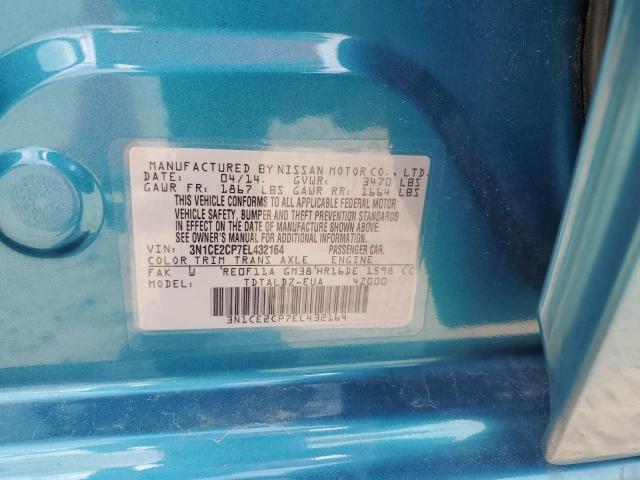 MANUFACTURED BY NISSAN MOTOR CO., LTD.
DATE: 04/14. GVWR: 3470 LBS
GAWR FR: 1867 LBS GAWR RR: 1664 LBS
THIS VEHICLE CONFORMS TO ALL APPLICABLE FEDERAL MOTOR
VEHICLE SAFETY, BUMPER AND THEFT PREVENTION STANDARDS
IN EFFECT ON THE DATE OF MANUFACTURE SHOWN ABOVE.
SEE OWNER'S MANUAL FOR ADDITIONAL INFORMATION.
VIN: 3N1CE2CP7EL432164 PASSENGER CAR.
COLOR TRIM TRANS AXLE ENGINE
FAK W RE0F11A GM38 HR16DE 1598 CC
MODEL: TDTALDZ-EUA 4Z000
3N1CE2CP7EL432164